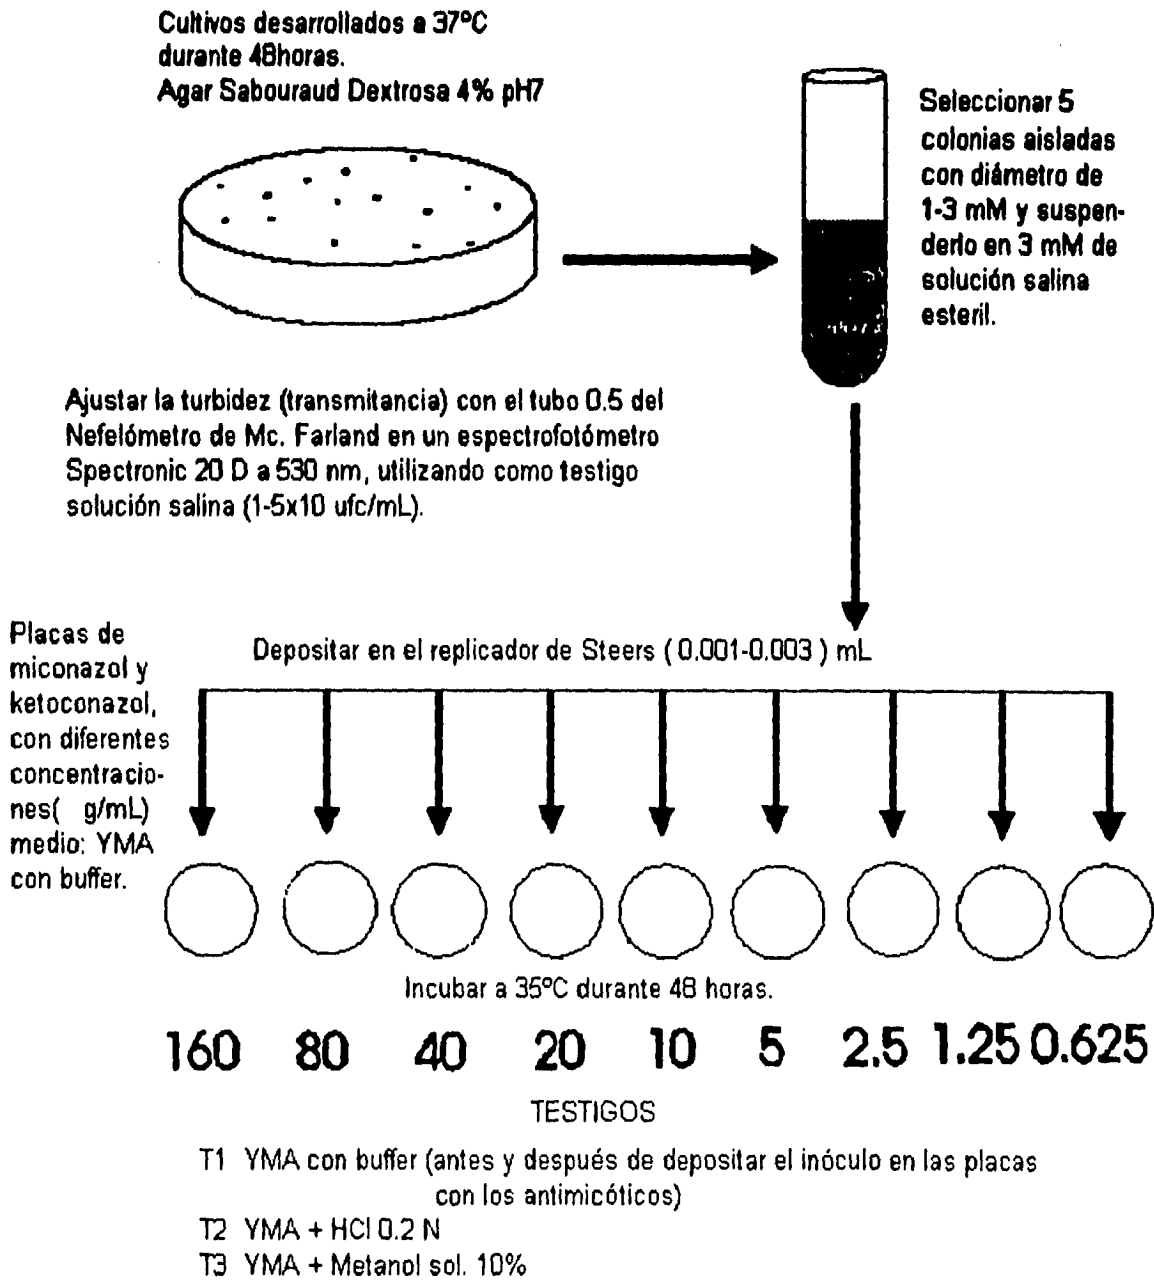 Cultivos desarrollados a 37ºC
durante 48horas.
Agar Sabouraud Dextrosa 4% pH7
Seleccionar 5
colonias aisladas
con diámetro de
1-3 mM y suspen-
derlo en 3 mM de
solución salina
esteril.
Ajustar la turbidez (transmitancia) con el tubo 0.5 del
Nefelómetro de Mc. Farland en un espectrofotómetro
Spectronic 20 D a 530 nm, utilizando como testigo
solución salina (1-5x10 ufc/mL).
Placas de
miconazol y
ketoconazol,
con diferentes
concentracio-
nes( g/mL)
medio: YMA
con buffer.
Depositar en el replicador de Steers ( 0.001-0.003 ) mL
Incubar a 35ºC durante 48 horas.
160 80 40 20 10 5 2.5 1.25 0.625
TESTIGOS
T1 YMA con buffer (antes y después de depositar el inóculo en las placas
con los antimicóticos)
T2 YMA + HCl 0.2 N
T3 YMA + Metanol sol. 10%